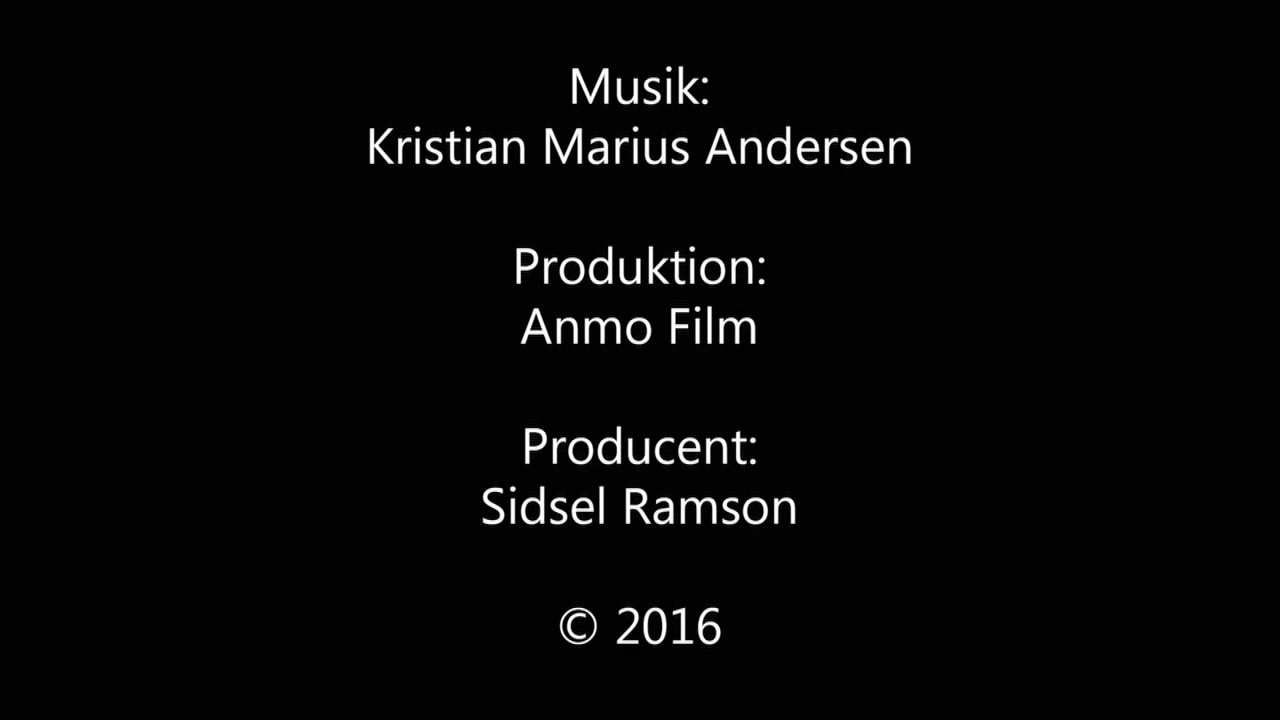 Musik:
Kristian Marius Andersen
Produktion:
Anmo Film
Producent:
Sidsel Ramson
© 2016